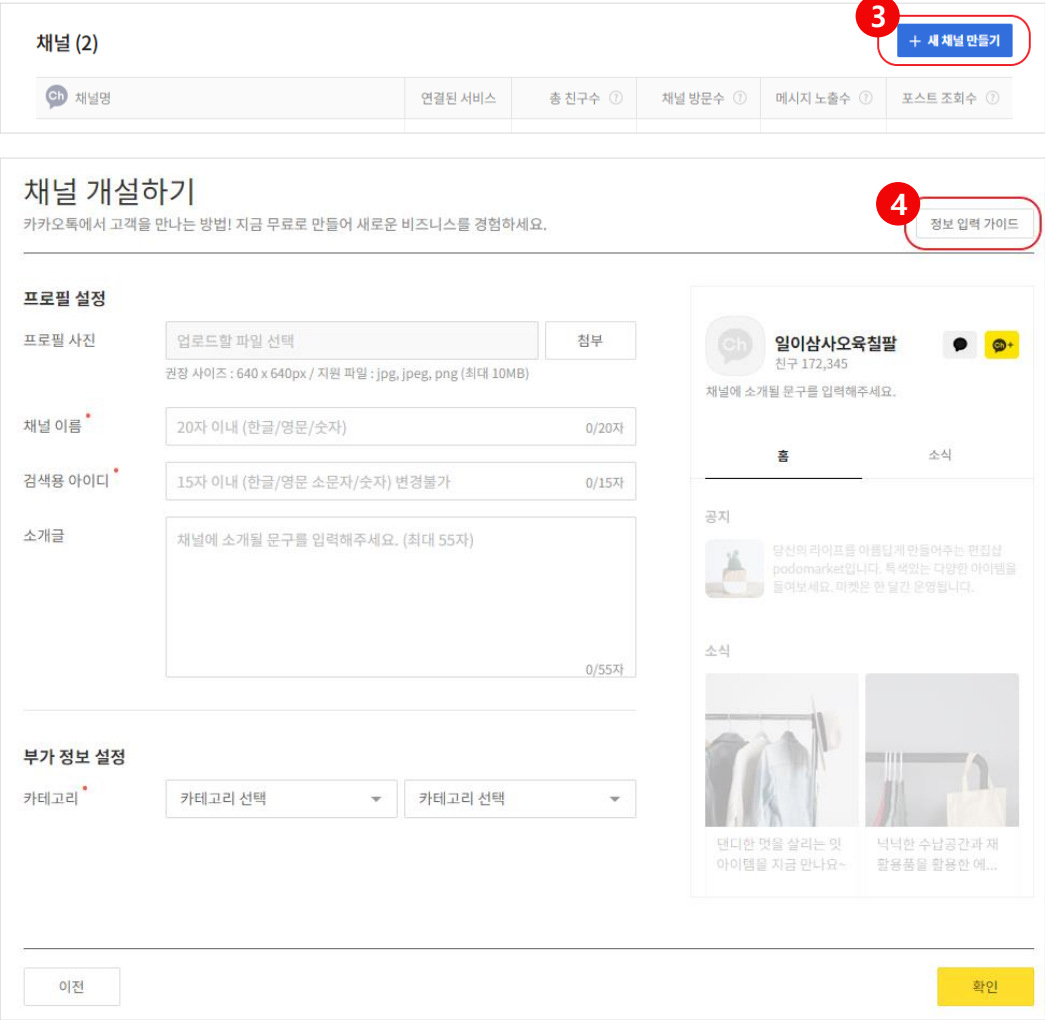 채널 (2)
3
+ 새 채널 만들기
Ch 채널명
연결된 서비스
총 친구수 ?
채널 방문수 ?
메시지 노출수 ?
포스트 조회수 ?
채널 개설하기
카카오톡에서 고객을 만나는 방법! 지금 무료로 만들어 새로운 비즈니스를 경험하세요.
4
정보 입력 가이드
프로필 설정
프로필 사진
업로드할 파일 선택
첨부
권장 사이즈 : 640 x 640px / 지원 파일 : jpg, jpeg, png (최대 10MB)
채널 이름
20자 이내 (한글/영문/숫자)
0/20자
검색용 아이디
15자 이내 (한글/영문 소문자/숫자) 변경불가
0/15자
소개글
채널에 소개될 문구를 입력해주세요. (최대 55자)
0/55자
부가 정보 설정
카테고리
카테고리 선택
카테고리 선택
Ch
일이삼사오육칠팔
친구 172,345
Ch+
채널에 소개될 문구를 입력해주세요.
홈
소식
공지
당신의 라이프를 아름답게 만들어주는 편집샵
podomarket입니다. 특색있는 다양한 아이템을
들여보세요. 마켓은 한 달간 운영됩니다.
소식
댄디한 멋을 살리는 잇
아이템을 지금 만나요~
넉넉한 수납공간과 재
활용품을 활용한 에...
이전
확인